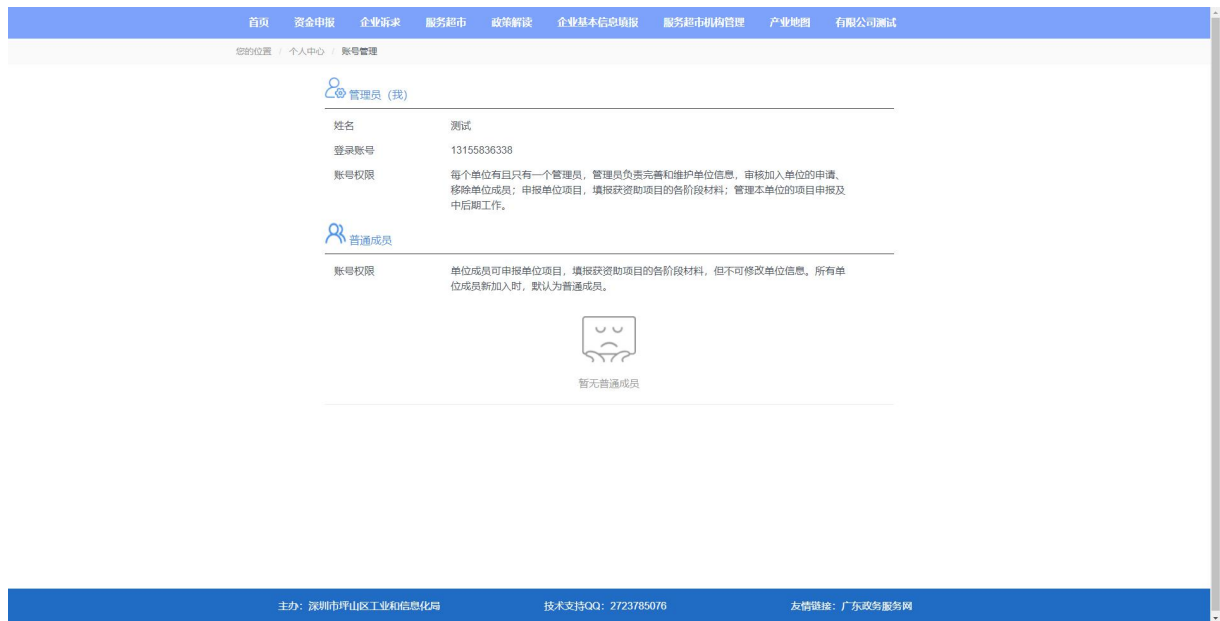 首页 资金申报 企业诉求 服务超市 政策解读 企业基本信息填报 服务超市机构管理 产业地图 有限公司测试
您的位置 / 个人中心 / 账号管理
管理员（我）
姓名 测试
登录账号 13155836338
账号权限 每个单位有且只有一个管理员，管理员负责完善和维护单位信息，审核加入单位的申请、
移除单位成员；申报单位项目，填报获资助项目的各阶段材料；管理本单位的项目申报及
中后期工作。
普通成员
账号权限 单位成员可申报单位项目，填报获资助项目的各阶段材料，但不可修改单位信息。所有单
位成员新加入时，默认为普通成员。
暂无普通成员
主办：深圳市坪山区工业和信息化局 技术支持QQ：2723785076 友情链接：广东政务服务网